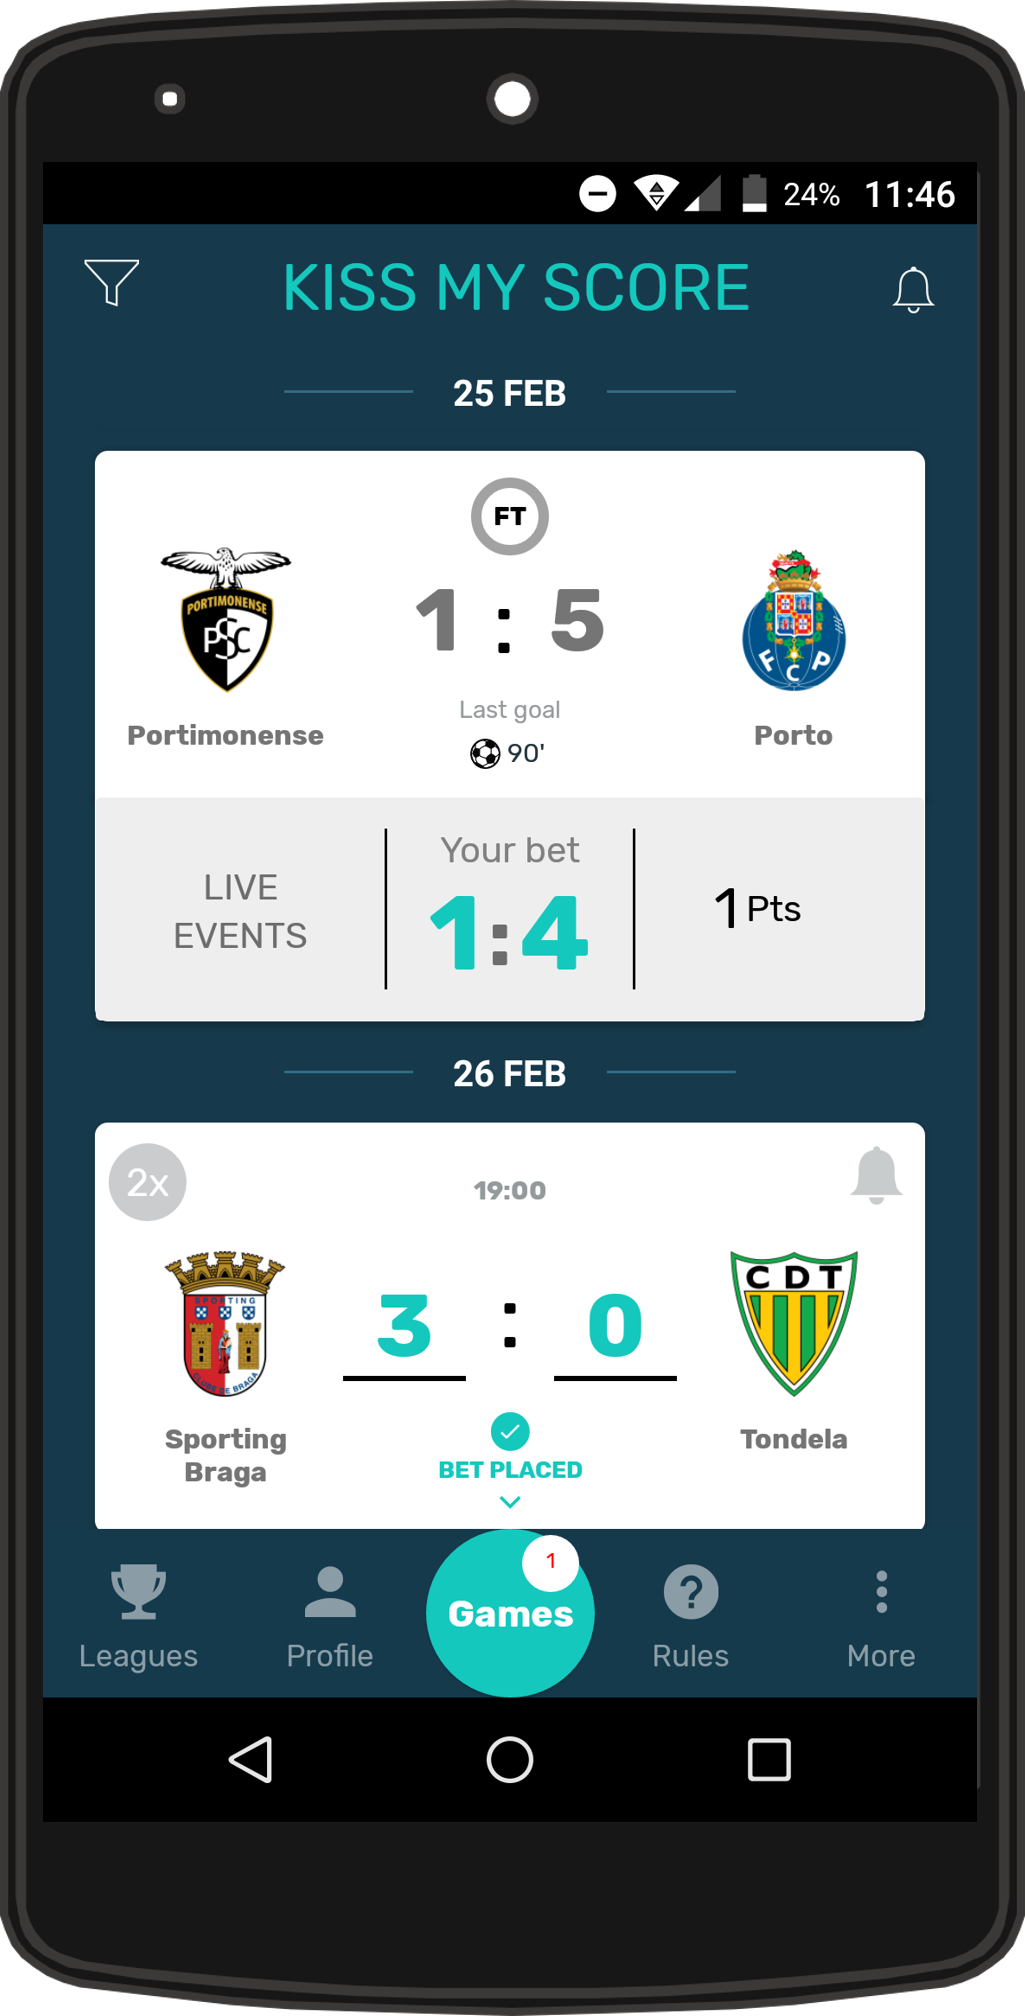 24% 11:46
KISS MY SCORE
25 FEB
FT
PORTIMONENSE
PSC
1 : 5
FCP
Last goal
Portimonense
Porto
90'
LIVE
EVENTS
Your bet
1:4
1 Pts
26 FEB
2x
19:00
SPORTING
CLUBE DE BRAGA
3 : 0
CDT
Sporting
Braga
Tondela
BET PLACED
1
Games
Leagues
Profile
Rules
More